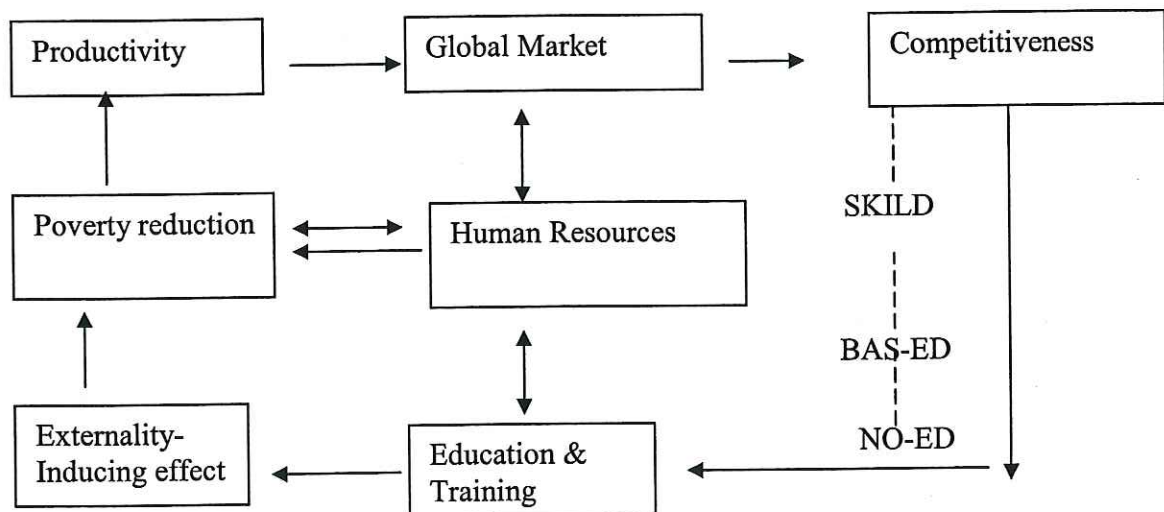 Productivity
Global Market
Competitiveness
SKILD
Poverty reduction
Human Resources
BAS-ED
NO-ED
Externality-
Inducing effect
Education &
Training